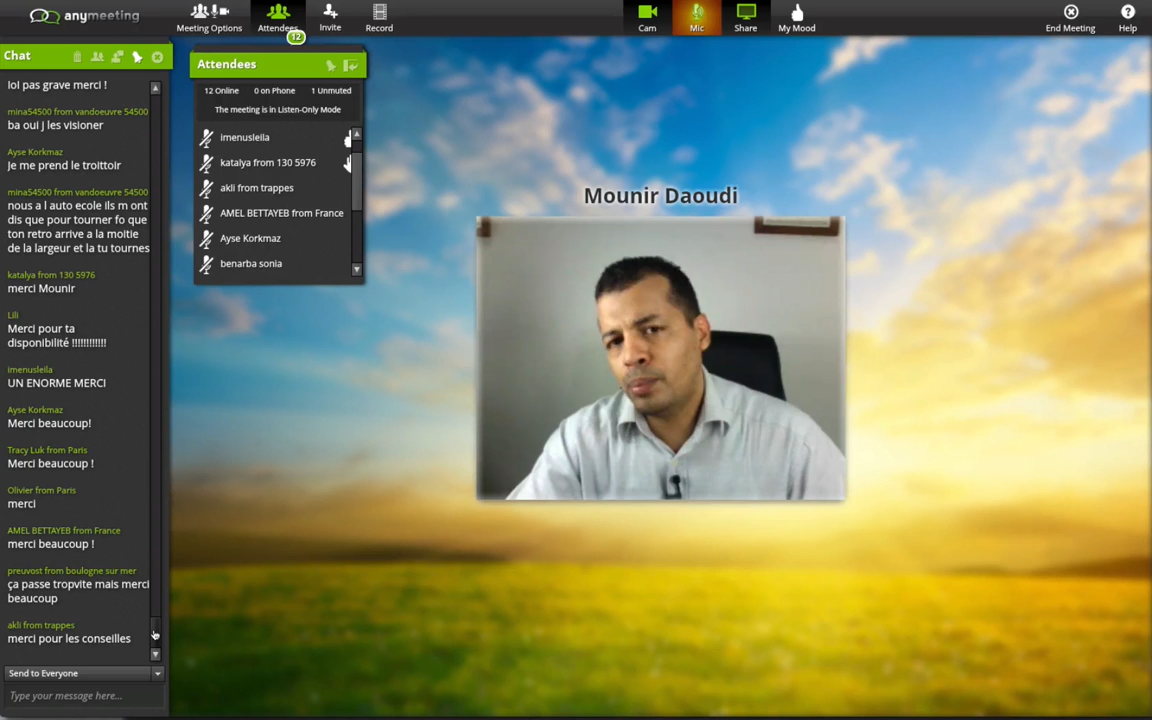 anymeeting
Meeting Options
Attendees
12
Invite
Record
Cam
Mic
Share
My Mood
End Meeting
Help
Chat
lol pas grave merci !
mina54500 from vandoeuvre 54500
ba oui j les visioner
Ayse Korkmaz
Je me prend le troittoir
mina54500 from vandoeuvre 54500
nous a l auto ecole ils m ont
dis que pour tourner fo que
ton retro arrive a la moitie
de la largeur et la tu tournes
katalya from 130 5976
merci Mounir
Lili
Merci pour ta
disponibilité !!!!!!!!!!!!
imenusleila
UN ENORME MERCI
Ayse Korkmaz
Merci beaucoup!
Tracy Luk from Paris
Merci beaucoup !
Olivier from Paris
merci
AMEL BETTAYEB from France
merci beaucoup !
preuvost from boulogne sur mer
ça passe tropvite mais merci
beaucoup
akli from trappes
merci pour les conseilles
Send to Everyone
Type your message here...
Attendees
12 Online 0 on Phone 1 Unmuted
The meeting is in Listen-Only Mode
imenusleila
katalya from 130 5976
akli from trappes
AMEL BETTAYEB from France
Ayse Korkmaz
benarba sonia
Mounir Daoudi